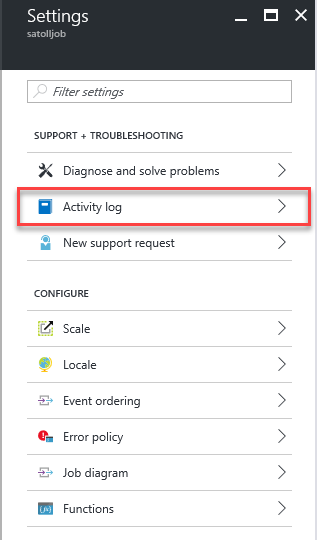 Settings
satolljob
Filter settings
SUPPORT + TROUBLESHOOTING
Diagnose and solve problems
Activity log
New support request
CONFIGURE
Scale
Locale
Event ordering
Error policy
Job diagram
Functions